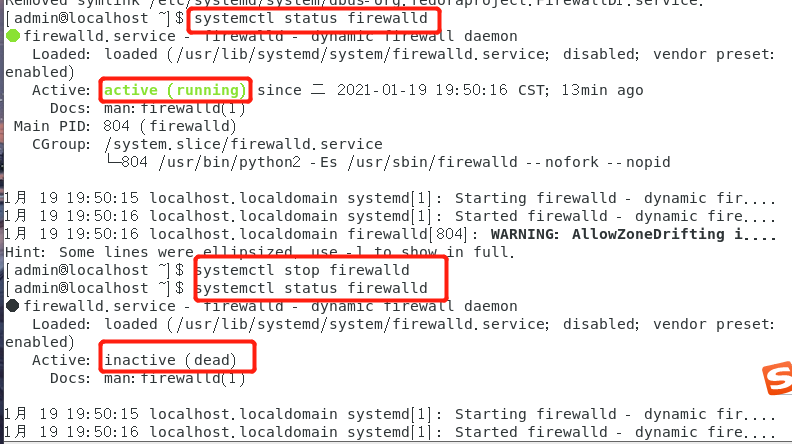 Removed symlink /etc/systemd/system/dbus-org.fedoraproject.FirewallD1.service.
[admin@localhost ~]$ systemctl status firewalld
● firewalld.service - firewalld - dynamic firewall daemon
Loaded: loaded (/usr/lib/systemd/system/firewalld.service; disabled; vendor preset:
enabled)
Active: active (running) since 二 2021-01-19 19:50:16 CST; 13min ago
Docs: man:firewalld(1)
Main PID: 804 (firewalld)
CGroup: /system.slice/firewalld.service
└─804 /usr/bin/python2 -Es /usr/sbin/firewalld --nofork --nopid
1月 19 19:50:15 localhost.localdomain systemd[1]: Starting firewalld - dynamic fir....
1月 19 19:50:16 localhost.localdomain systemd[1]: Started firewalld - dynamic fire....
1月 19 19:50:16 localhost.localdomain firewalld[804]: WARNING: AllowZoneDrifting i....
Hint: Some lines were ellipsized, use -l to show in full.
[admin@localhost ~]$ systemctl stop firewalld
[admin@localhost ~]$ systemctl status firewalld
● firewalld.service - firewalld - dynamic firewall daemon
Loaded: loaded (/usr/lib/systemd/system/firewalld.service; disabled; vendor preset:
enabled)
Active: inactive (dead)
Docs: man:firewalld(1)
1月 19 19:50:15 localhost.localdomain systemd[1]: Starting firewalld - dynamic fir....
1月 19 19:50:16 localhost.localdomain systemd[1]: Started firewalld - dynamic fire....
S